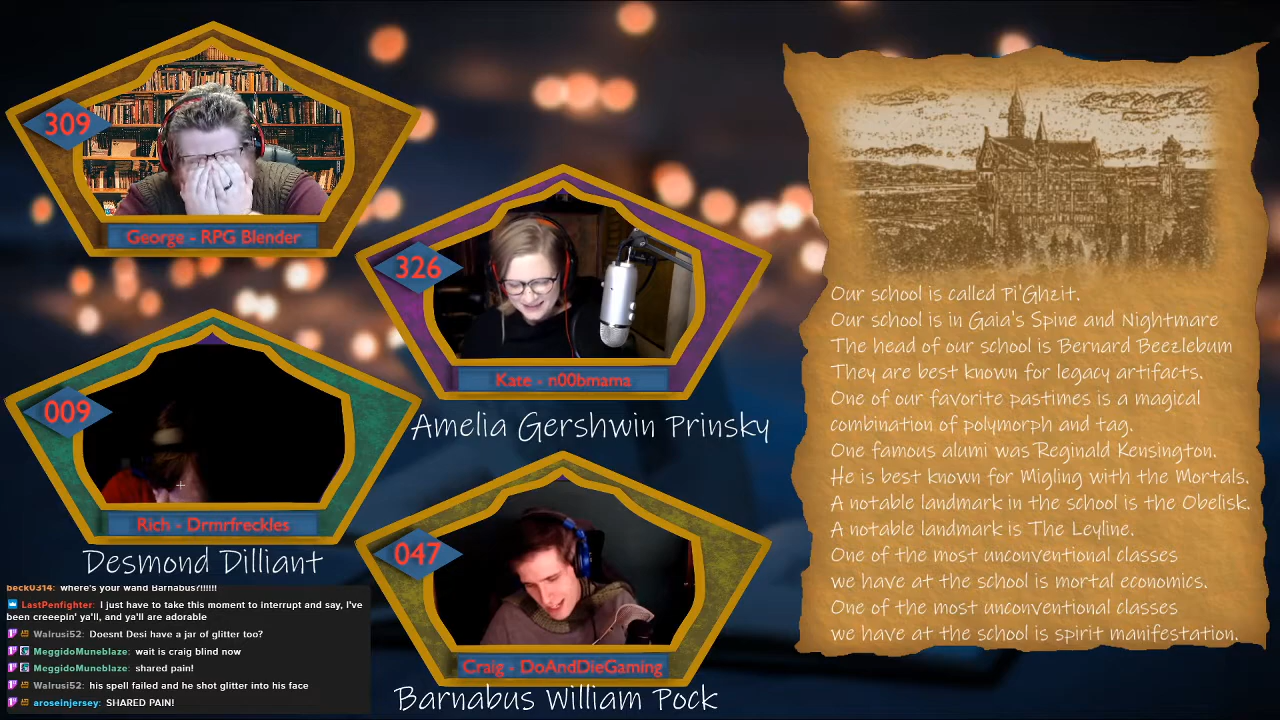 309
George - RPG Blender
326
Kate - n00bmama
Amelia Gershwin Prinsky
009
Rich - Drmrfreckles
Desmond Dilliant
047
Craig - DoAndDieGaming
Barnabus William Pock
beck0314: where's your wand Barnabus?!!!!!!
LastPenfighter: I just have to take this moment to interrupt and say, I've
been creeepin' ya'll, and ya'll are adorable
Walrusi52: Doesnt Desi have a jar of glitter too?
MeggidoMuneblaze: wait is craig blind now
MeggidoMuneblaze: shared pain!
Walrusi52: his spell failed and he shot glitter into his face
aroseinjersey: SHARED PAIN!
Our school is called Pi'Ghzit.
Our school is in Gaia's Spine and Nightmare
The head of our school is Bernard Beezlebum
They are best known for legacy artifacts.
One of our favorite pastimes is a magical
combination of polymorph and tag.
One famous alumi was Reginald Kensington.
He is best known for Migling with the Mortals.
A notable landmark in the school is the Obelisk.
A notable landmark is The Leyline.
One of the most unconventional classes
we have at the school is mortal economics.
One of the most unconventional classes
we have at the school is spirit manifestation.